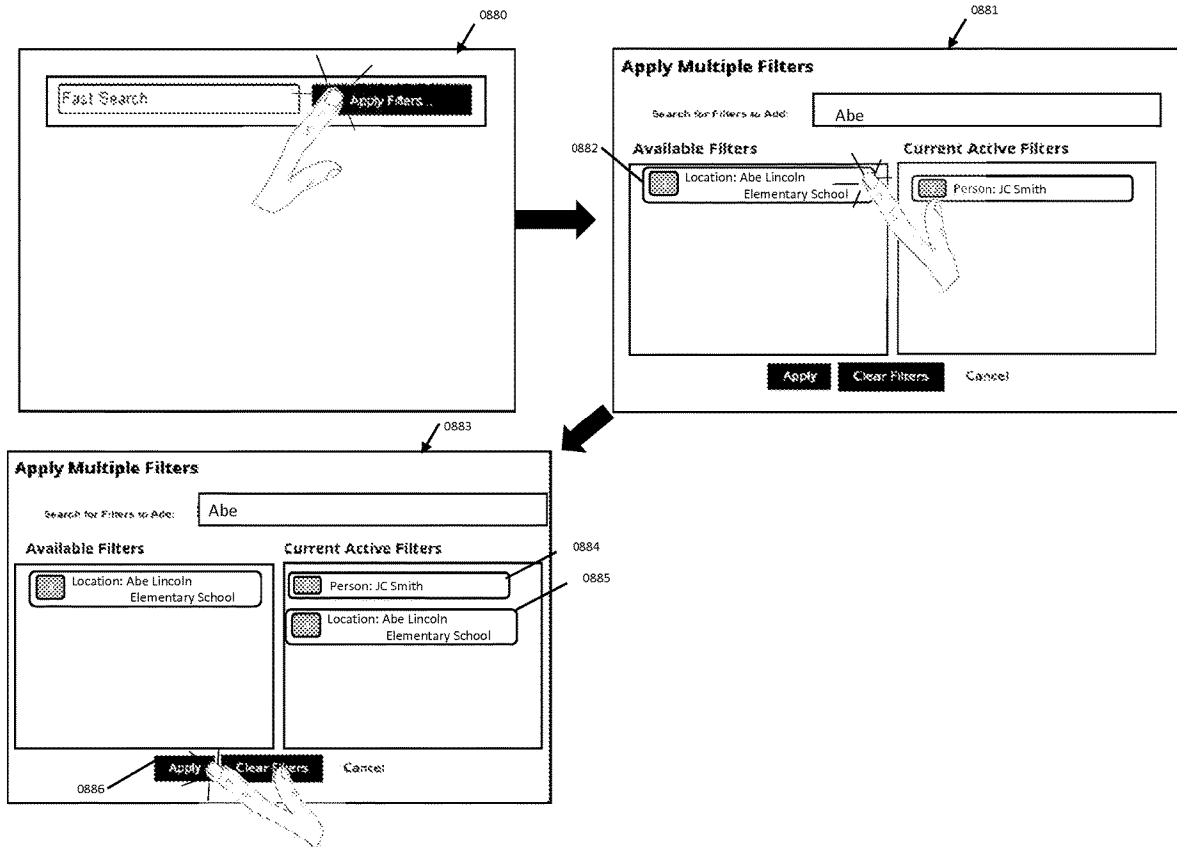 0880
Fast Search
Apply Filters...
0881
Apply Multiple Filters
Search for Filters to Add:
Abe
0882
Available Filters
Current Active Filters
Location: Abe Lincoln
Elementary School
Person: JC Smith
Apply
Clear Filters
Cancel
0883
Apply Multiple Filters
Search for Filters to Add:
Abe
Available Filters
Current Active Filters
0884
Location: Abe Lincoln
Elementary School
Person: JC Smith
0885
Location: Abe Lincoln
Elementary School
Apply
Clear Filters
Cancel
0886